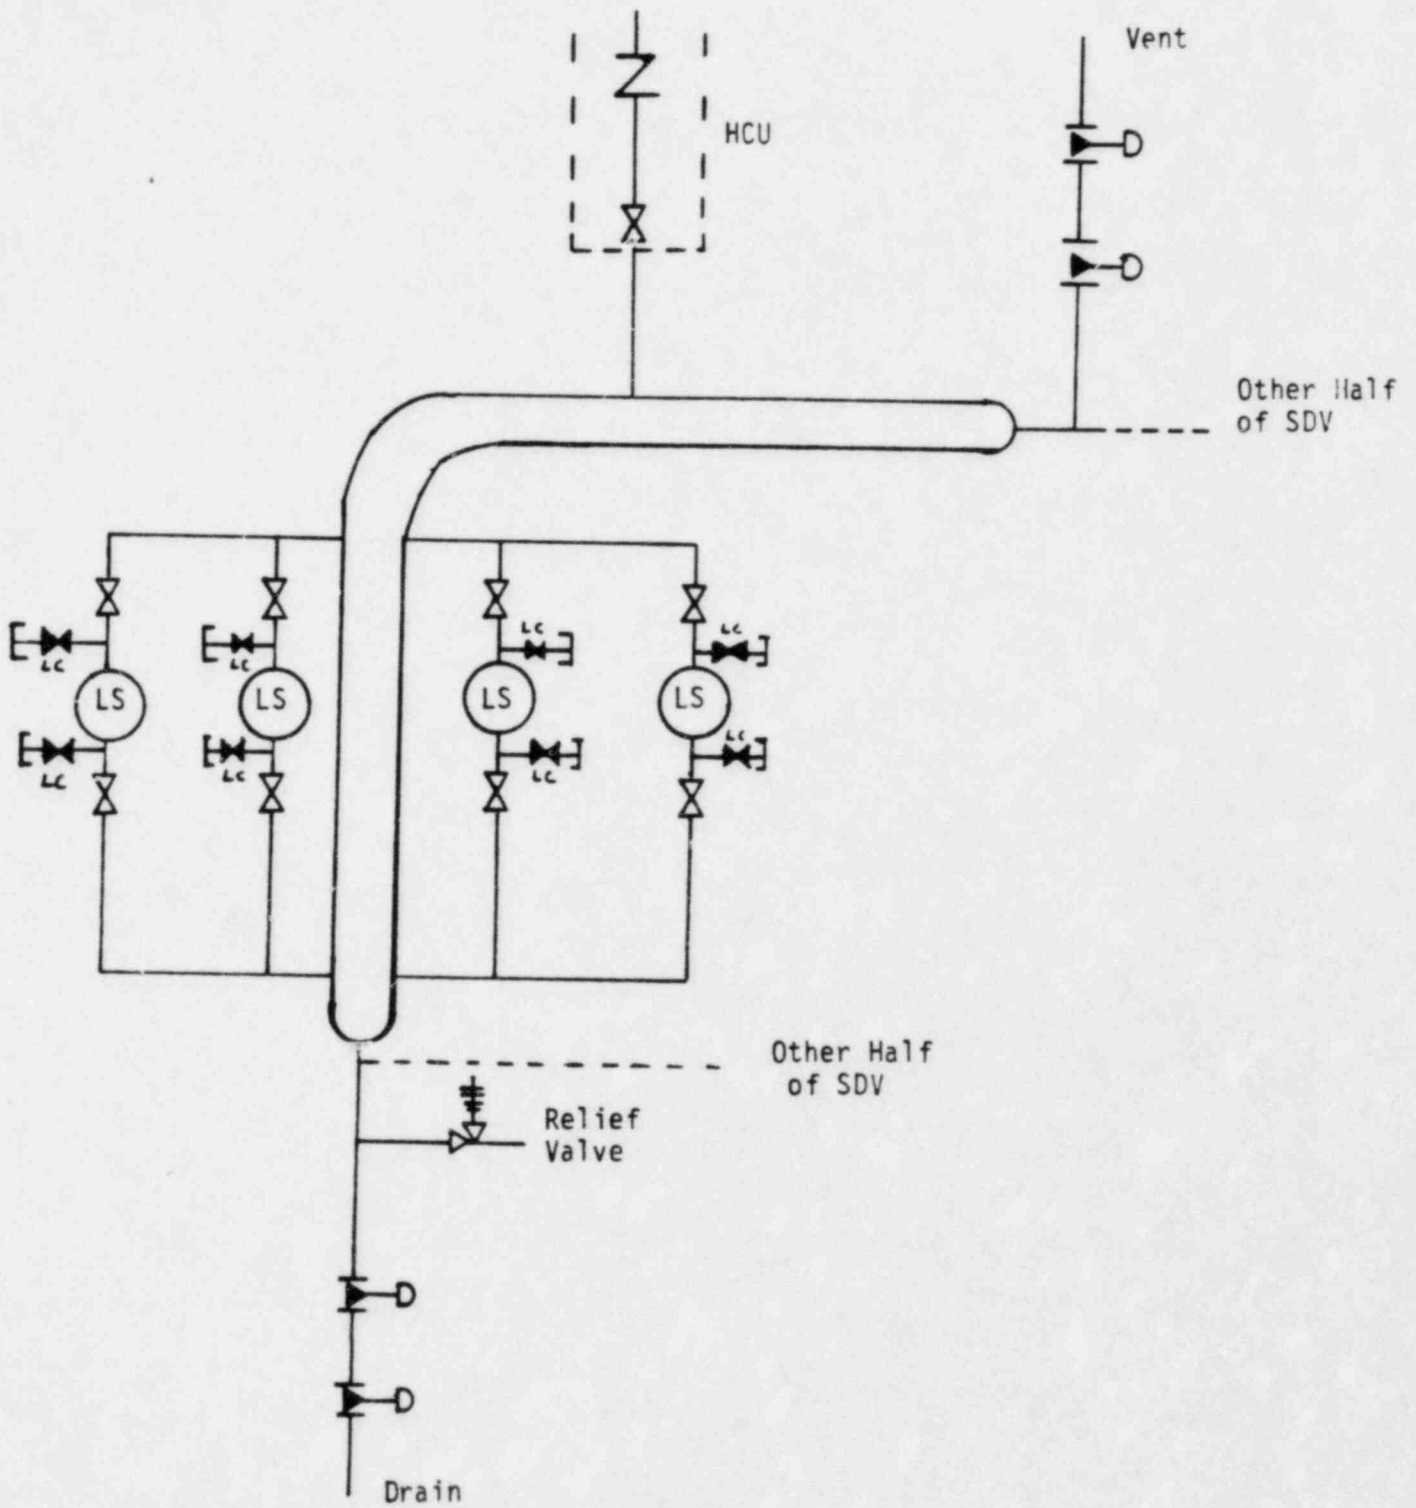 Vent
HCU
Other Half
of SDV
LC
LC
LC
LC
LS
LS
LS
LS
LC
LC
LC
LC
Other Half
of SDV
Relief
Valve
Drain